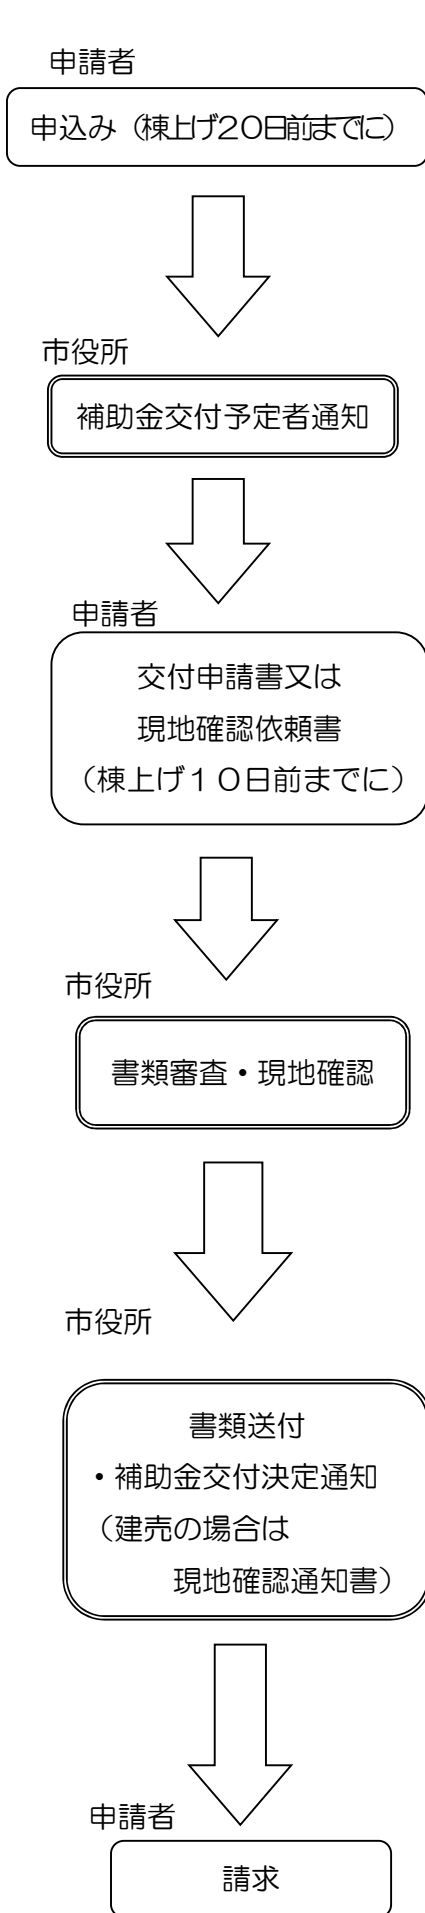 申請者
申込み（棟上げ２０日前までに）
市役所
補助金交付予定者通知
申請者
交付申請書又は
現地確認依頼書
（棟上げ１０日前までに）
市役所
書類審査・現地確認
市役所
書類送付
・補助金交付決定通知
（建売の場合は
現地確認通知書）
申請者
請求